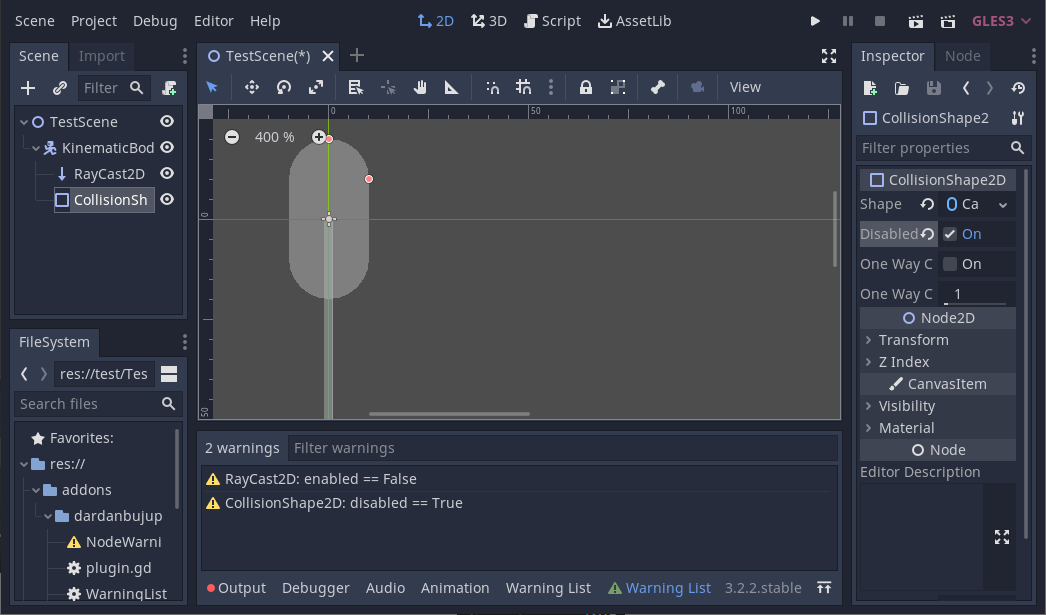 Scene Project Debug Editor Help 2D 3D Script AssetLib GLES3
Scene Import
Filter
TestScene
KinematicBod
RayCast2D
CollisionSh
FileSystem
res://test/Tes
Search files
Favorites:
res://
addons
dardanbujup
NodeWarni
plugin.gd
WarningList
TestScene(*)
View
0 50 100
400 %
0
50
2 warnings Filter warnings
RayCast2D: enabled == False
CollisionShape2D: disabled == True
Output Debugger Audio Animation Warning List Warning List 3.2.2.stable
Inspector Node
CollisionShape2
Filter properties
CollisionShape2D
Shape Ca
Disabled On
One Way C On
One Way C 1
Node2D
Transform
Z Index
CanvasItem
Visibility
Material
Node
Editor Description